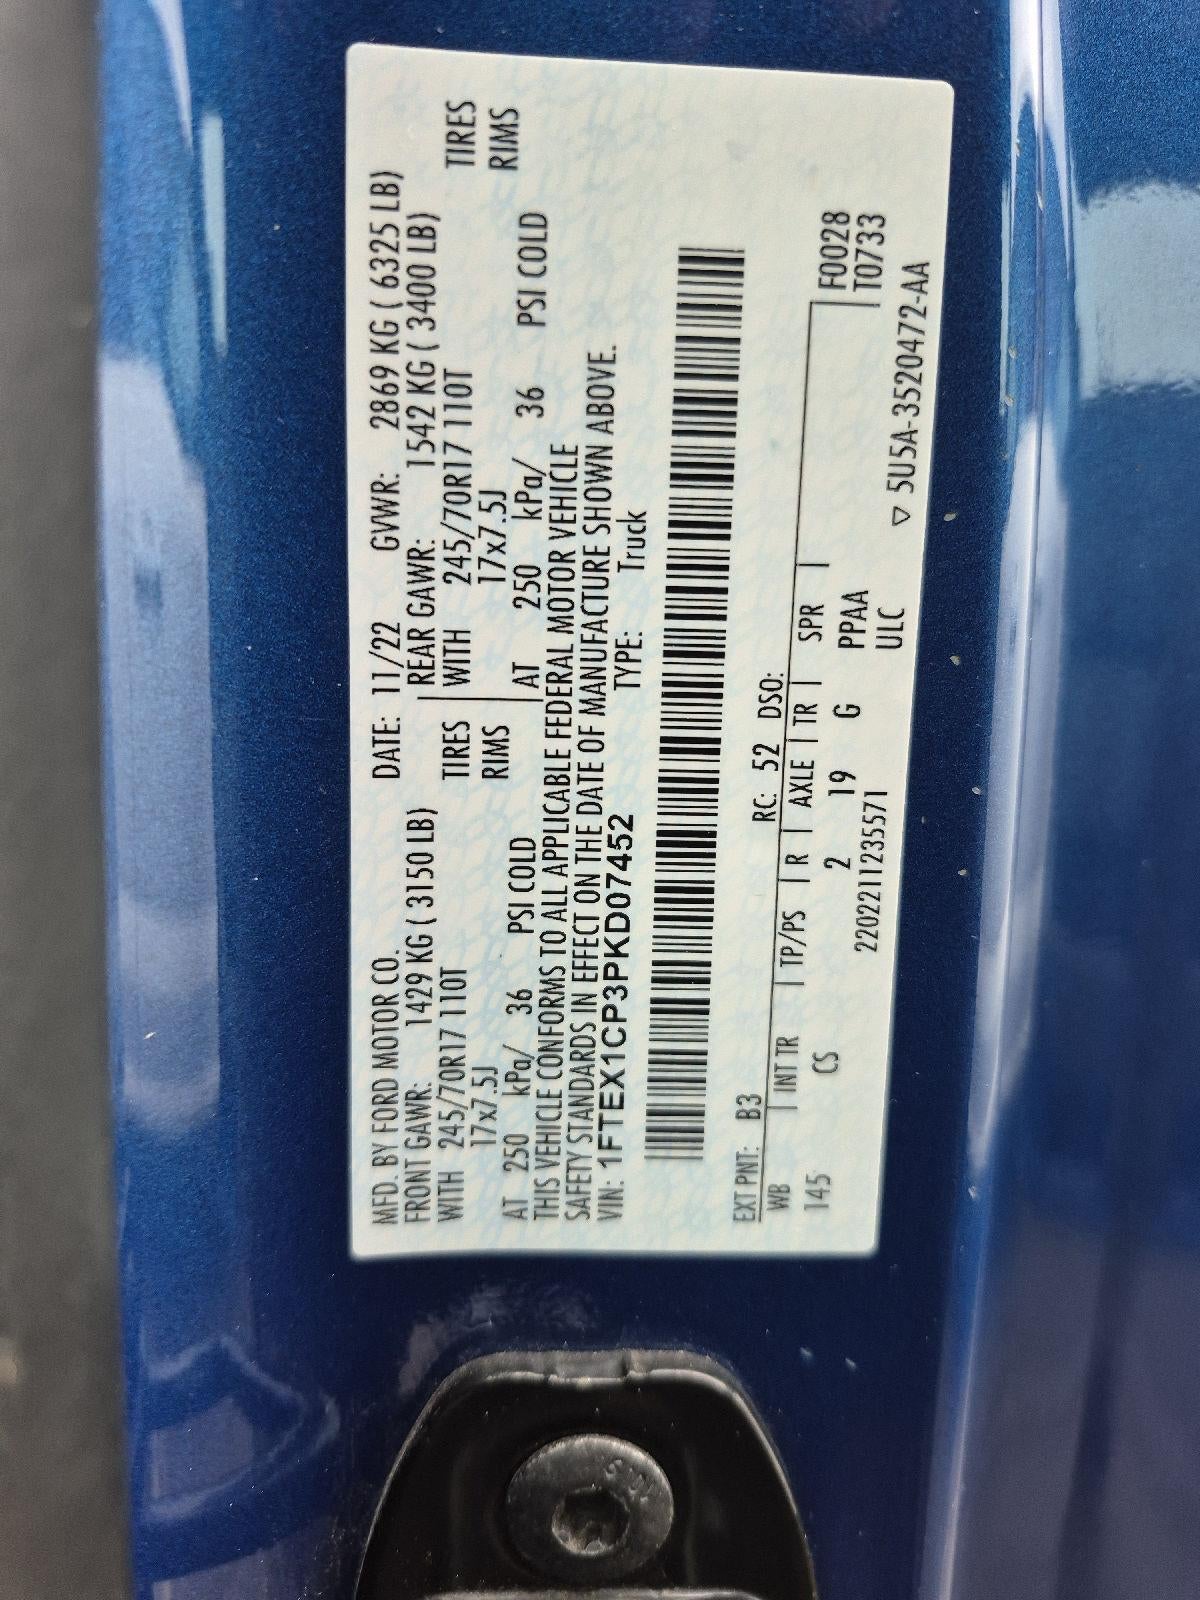 MFD. BY FORD MOTOR CO.
DATE: 11/22 GVWR: 2869 KG ( 6325 LB)
FRONT GAWR: 1429 KG ( 3150 LB)
REAR GAWR: 1542 KG ( 3400 LB)
WITH 245/70R17 110T TIRES
WITH 245/70R17 110T TIRES
17x7.5J RIMS
17x7.5J RIMS
AT 250 kPa/ 36 PSI COLD
AT 250 kPa/ 36 PSI COLD
THIS VEHICLE CONFORMS TO ALL APPLICABLE FEDERAL MOTOR VEHICLE
SAFETY STANDARDS IN EFFECT ON THE DATE OF MANUFACTURE SHOWN ABOVE.
VIN: 1FTEX1CP3PKD07452 TYPE: Truck
EXT PNT: B3 RC: 52 DSO:
WB INT TR TP/PS R AXLE TR SPR F0028
145 CS 2 19 G PPAA T0733
2202211235571 ULC
▽ 5U5A-3520472-AA
10.9